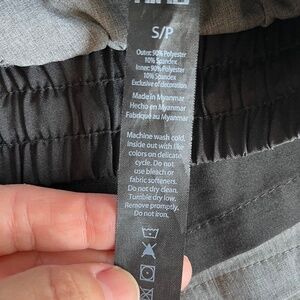 S/P
Outer: 90% Polyester
10% Spandex
Inner: 90% Polyester
10% Spandex
Exclusive of decoration
Made in Myanmar
Hecho en Myanmar
Fabriqué au Myanmar
Machine wash cold.
Inside out with like
colors on delicate
cycle. Do not
use bleach or
fabric softeners.
Do not dry clean.
Tumble dry low.
Remove promptly.
Do not iron.